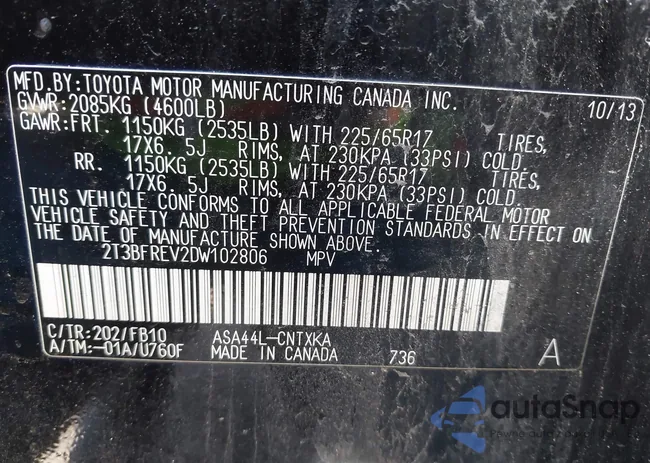 MFD.BY:TOYOTA MOTOR MANUFACTURING CANADA INC. 10/13
GVWR:2085KG (4600LB)
GAWR:FRT. 1150KG (2535LB) WITH 225/65R17 TIRES,
17X6. 5J RIMS, AT 230KPA (33PSI) COLD
RR. 1150KG (2535LB) WITH 225/65R17 TIRES,
17X6. 5J RIMS, AT 230KPA (33PSI) COLD
THIS VEHICLE CONFORMS TO ALL APPLICABLE FEDERAL MOTOR
VEHICLE SAFETY AND THEFT PREVENTION STANDARDS IN EFFECT ON
THE DATE OF MANUFACTURE SHOWN ABOVE.
2T3BFREV2DW102806 MPV
C/TR:202/FB10 ASA44L-CNTXKA
A/TM:-01A/U760F MADE IN CANADA 736 A
autoSnap